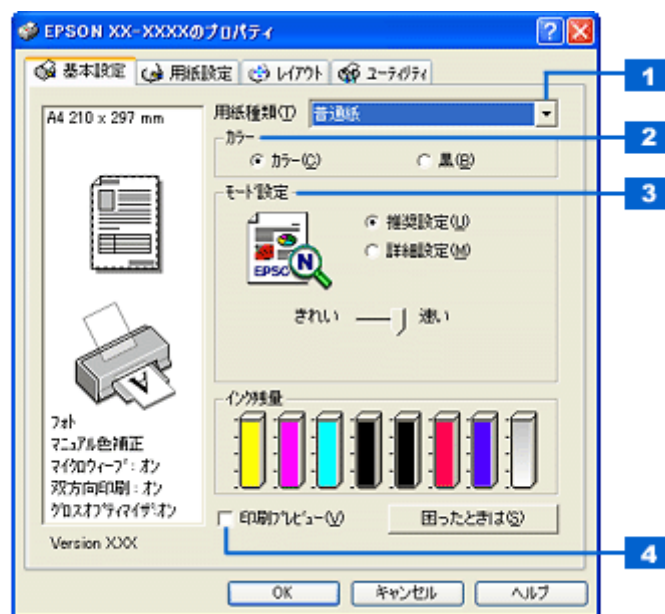 EPSON XX-XXXXのプロパティ
基本設定 用紙設定 レイアウト ユーティリティ
1
A4 210 x 297 mm
用紙種類(T) 普通紙
カラー
2
カラー(C) 黒(B)
モード設定
3
推奨設定(U)
詳細設定(M)
EPSO N
きれい 速い
A
インク残量
フォト
マニュアル色補正
マイクロウィーブ：オン
双方向印刷：オン
グロスオプティマイザ：オン
印刷プレビュー(V) 困ったときは(S)
Version XXX
4
OK キャンセル ヘルプ